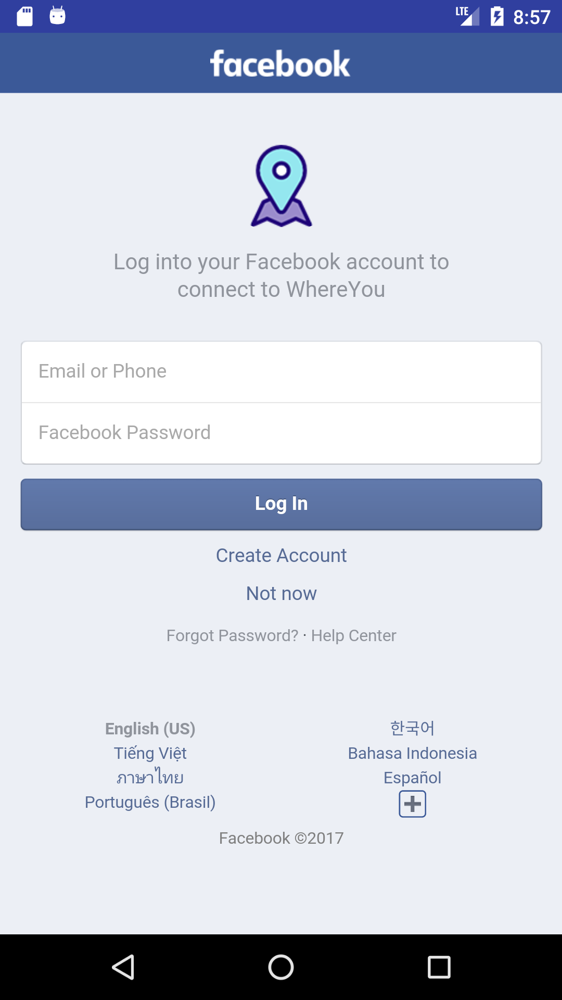 LTE 8:57
facebook
Log into your Facebook account to
connect to WhereYou
Email or Phone
Facebook Password
Log In
Create Account
Not now
Forgot Password? · Help Center
English (US)
한국어
Tiếng Việt
Bahasa Indonesia
ภาษาไทย
Español
Português (Brasil)
Facebook ©2017